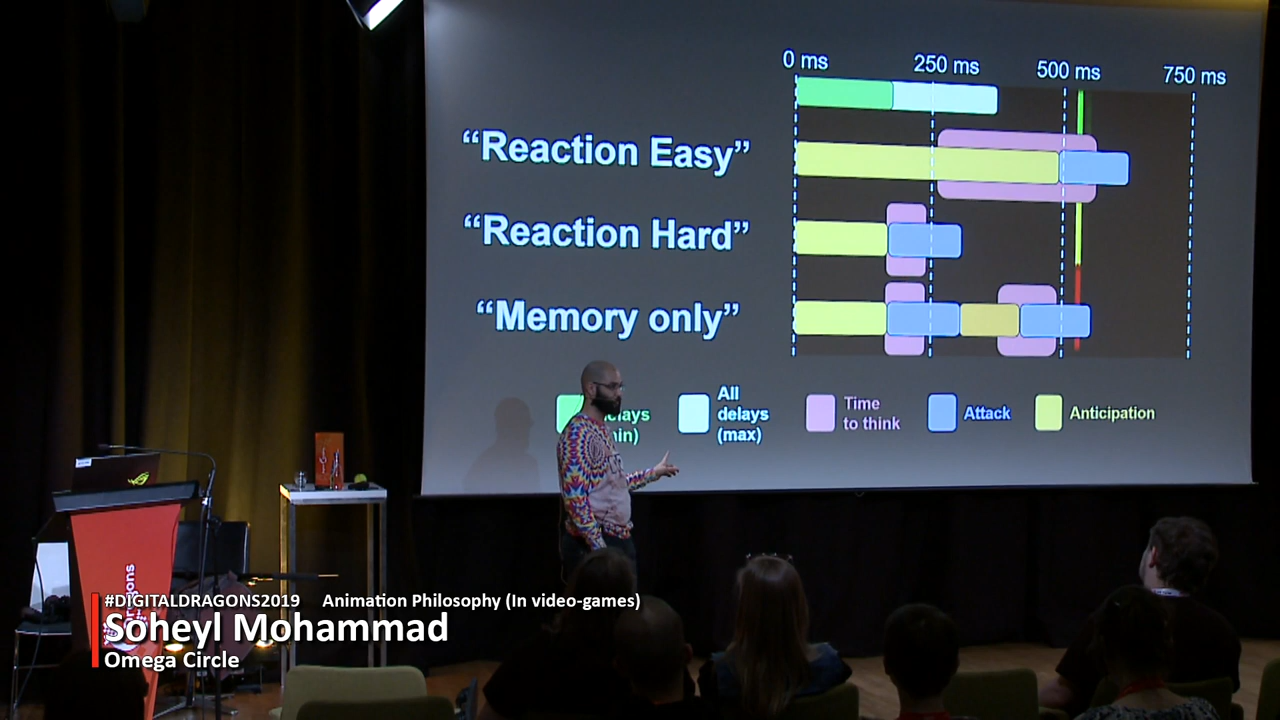 0 ms
250 ms
500 ms
750 ms
“Reaction Easy”
“Reaction Hard”
“Memory only”
All
delays
(max)
Time
to think
Attack
Anticipation
#DIGITALDRAGONS2019 Animation Philosophy (In video-games)
Soheyl Mohammad
Omega Circle